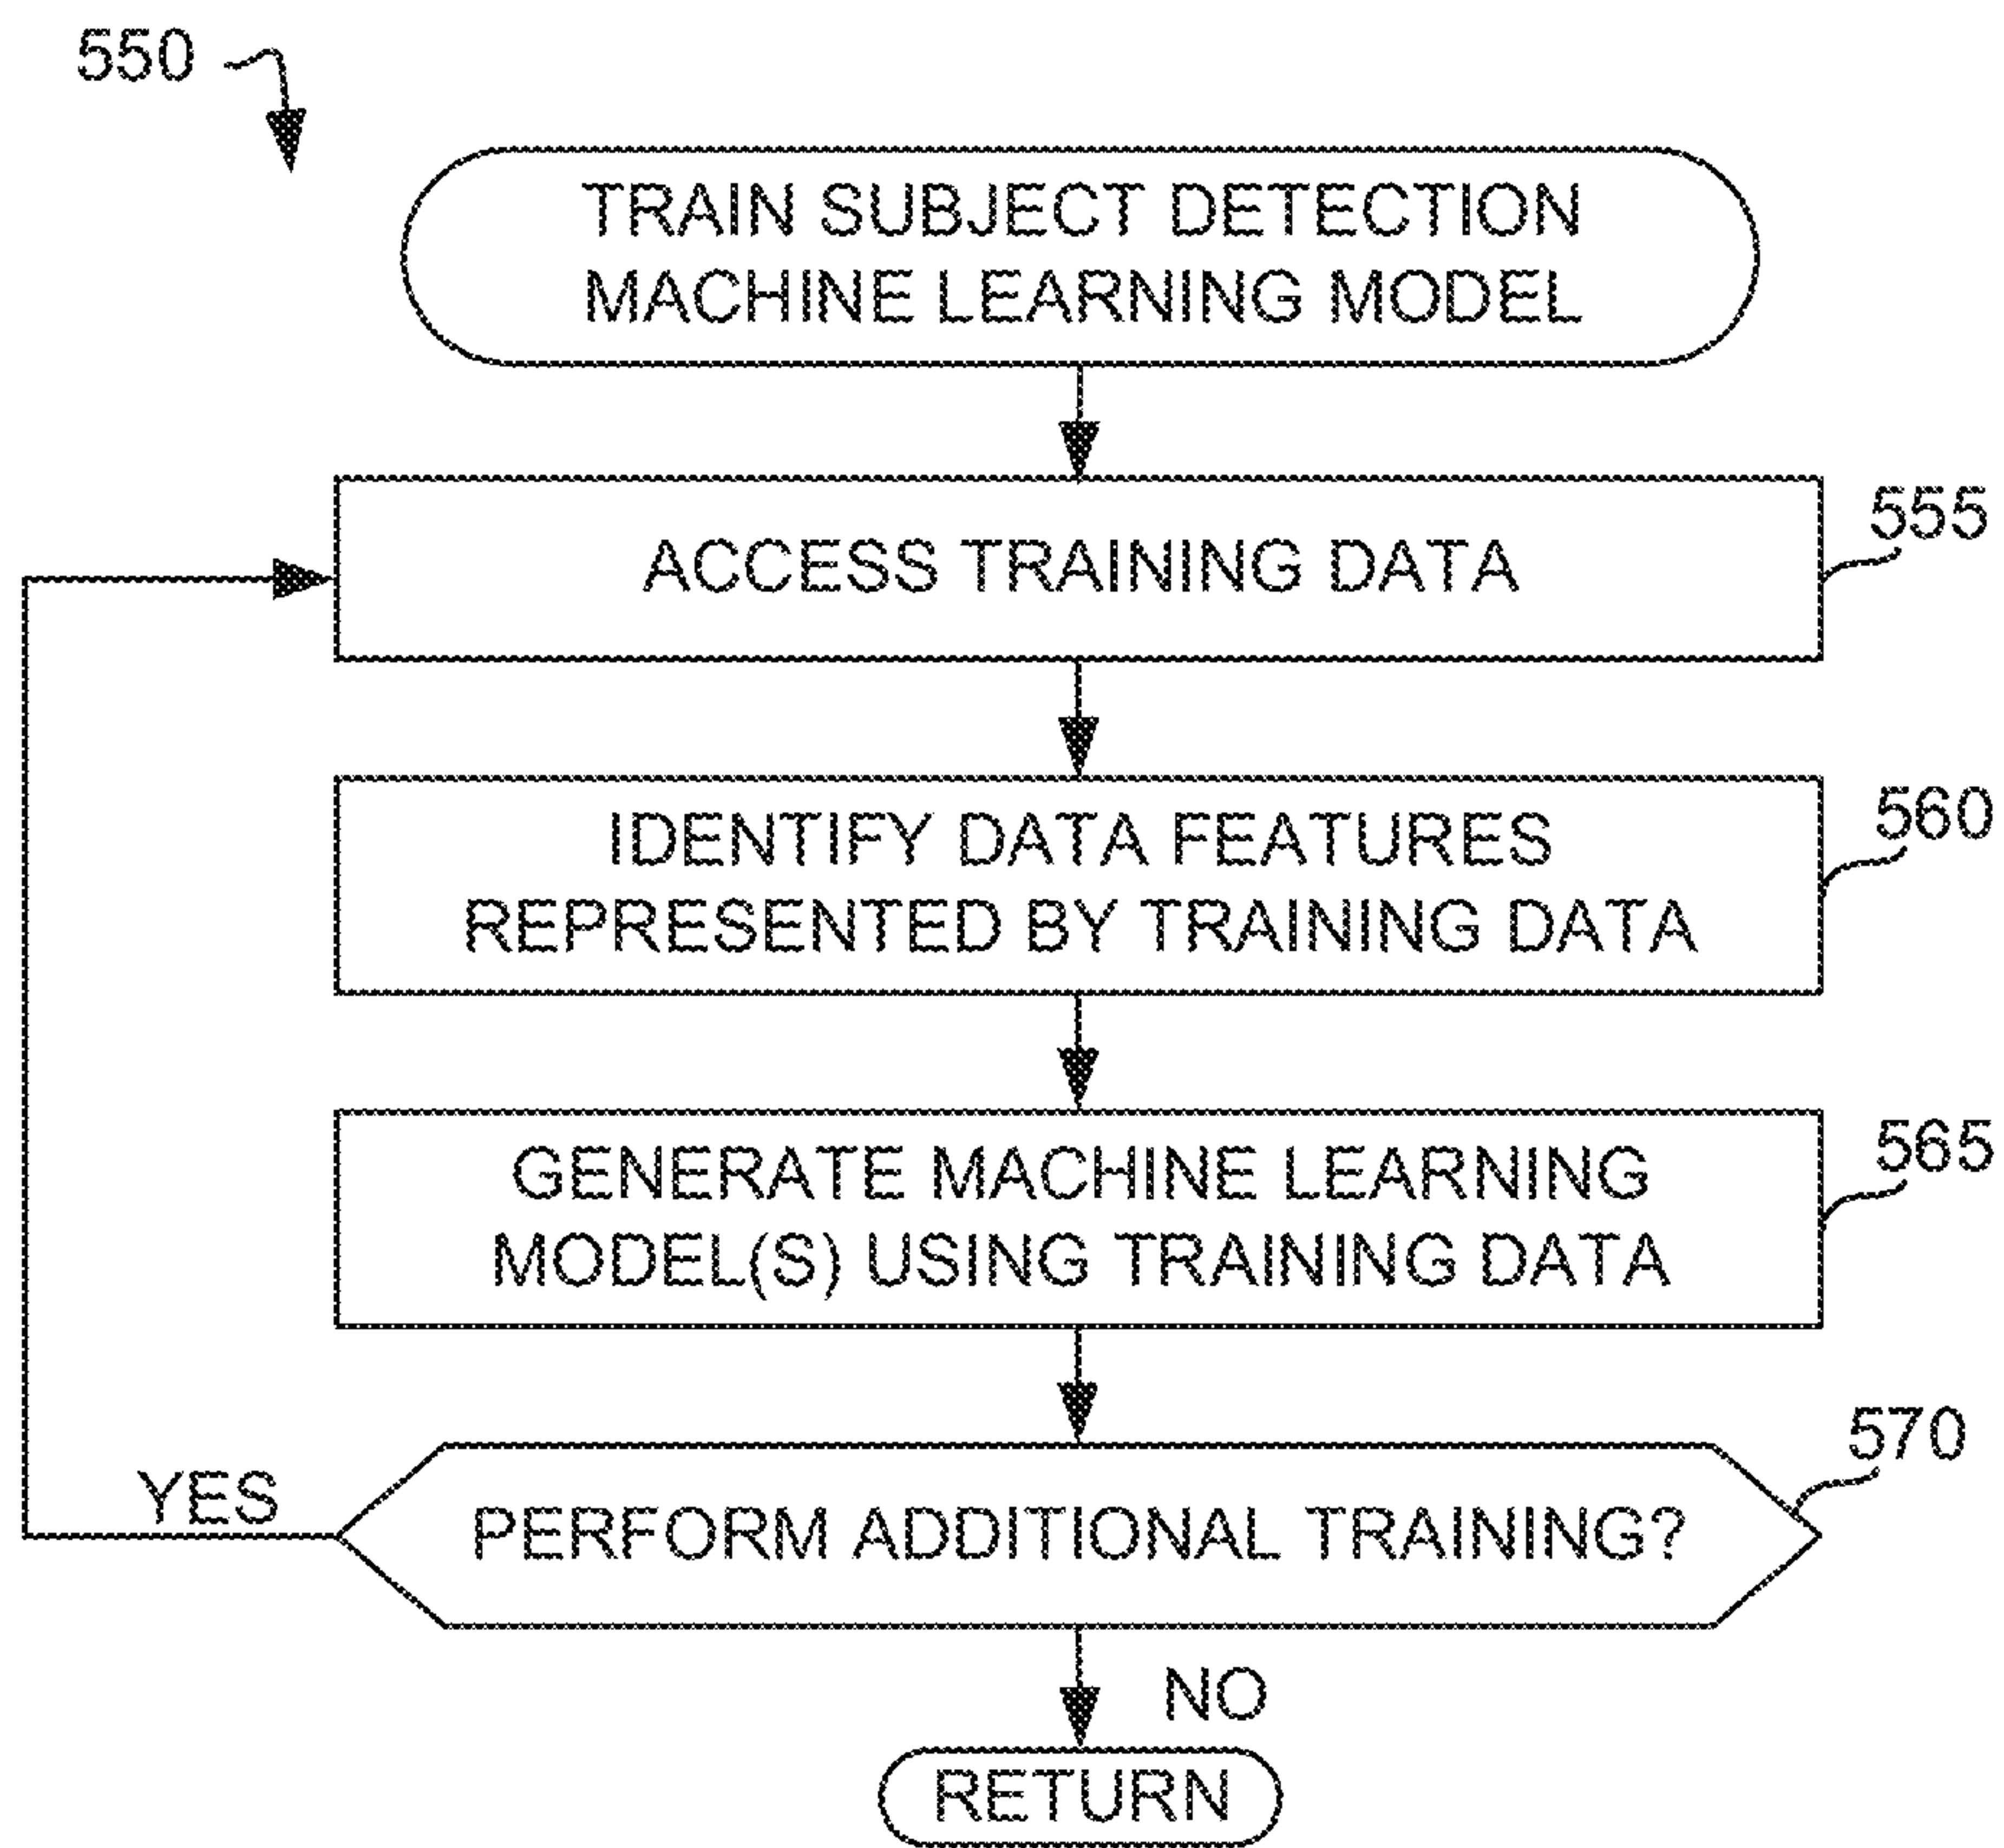 550
TRAIN SUBJECT DETECTION
MACHINE LEARNING MODEL
555
ACCESS TRAINING DATA
560
IDENTIFY DATA FEATURES
REPRESENTED BY TRAINING DATA
565
GENERATE MACHINE LEARNING
MODEL(S) USING TRAINING DATA
570
YES
PERFORM ADDITIONAL TRAINING?
NO
RETURN